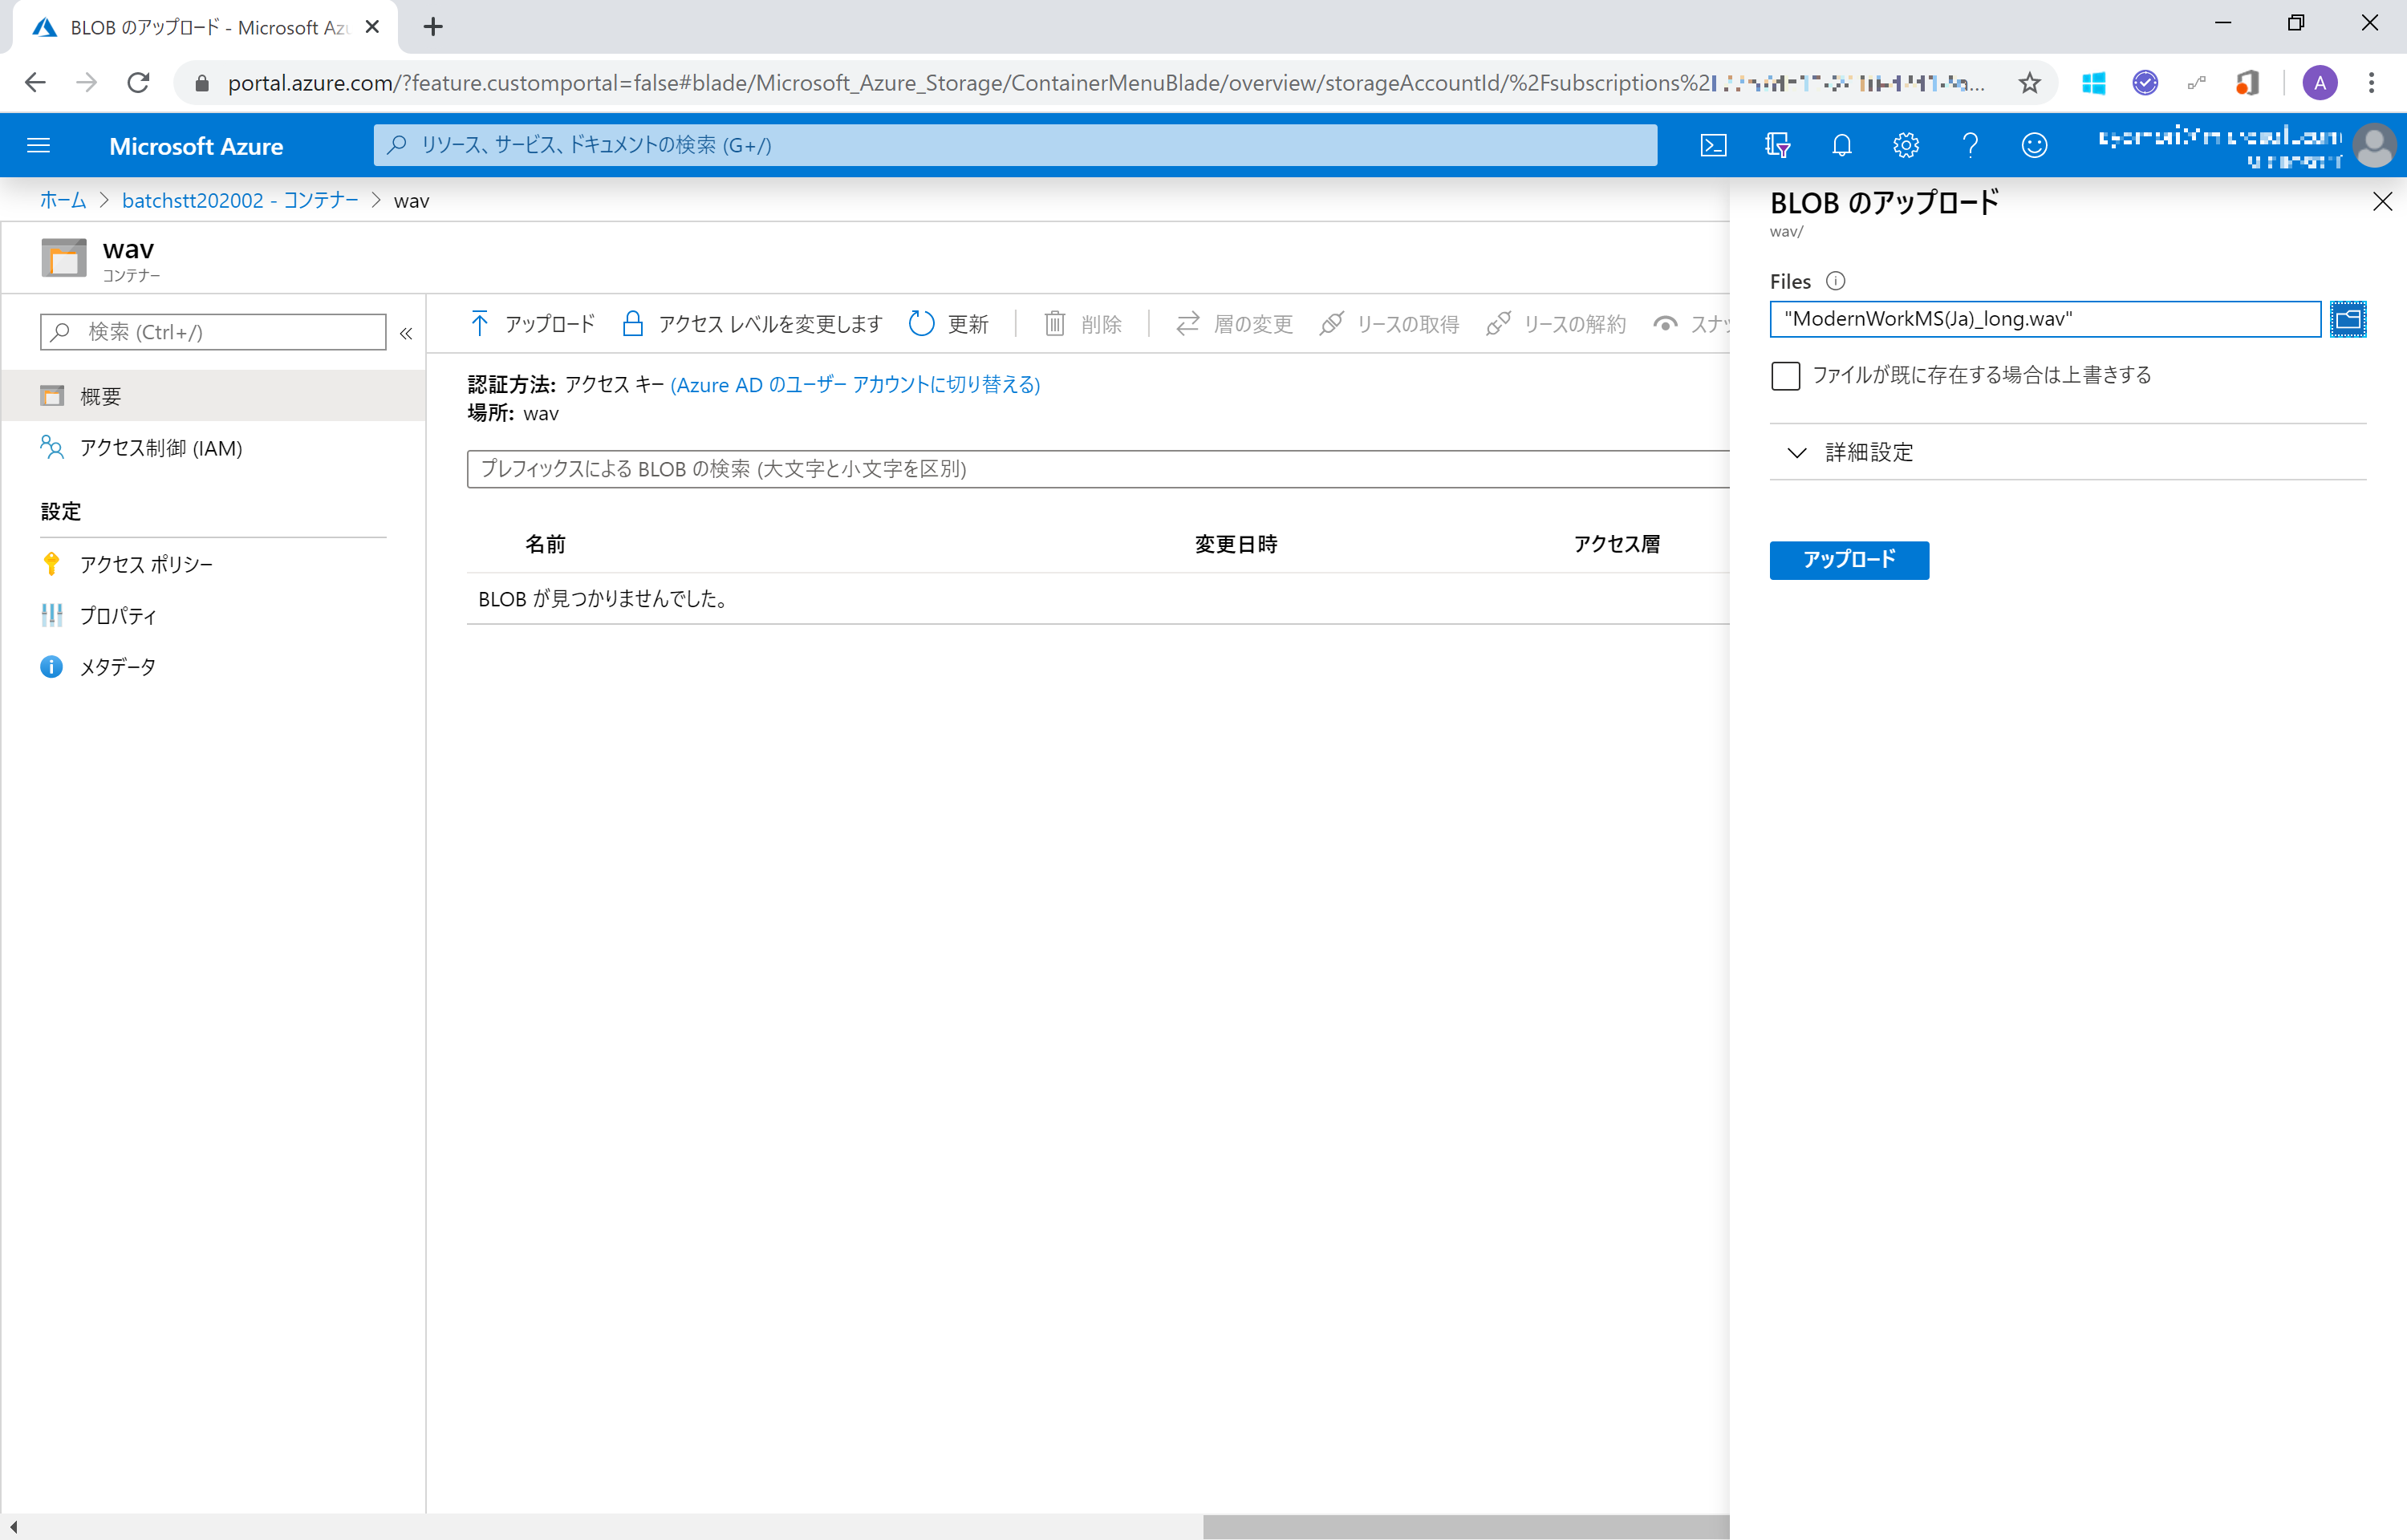 BLOB のアップロード - Microsoft Azu
portal.azure.com/?feature.customportal=false#blade/Microsoft_Azure_Storage/ContainerMenuBlade/overview/storageAccountId/%2Fsubscriptions%2
A
Microsoft Azure
リソース、サービス、ドキュメントの検索 (G+/)
ホーム > batchstt202002 - コンテナー > wav
wav
コンテナー
検索 (Ctrl+/)
概要
アクセス制御 (IAM)
設定
アクセス ポリシー
プロパティ
メタデータ
アップロード アクセス レベルを変更します 更新 削除 層の変更 リースの取得 リースの解約 スナッ
認証方法: アクセス キー (Azure AD のユーザー アカウントに切り替える)
場所: wav
プレフィックスによる BLOB の検索 (大文字と小文字を区別)
名前 変更日時 アクセス層
BLOB が見つかりませんでした。
BLOB のアップロード
wav/
Files
"ModernWorkMS(Ja)_long.wav"
ファイルが既に存在する場合は上書きする
詳細設定
アップロード